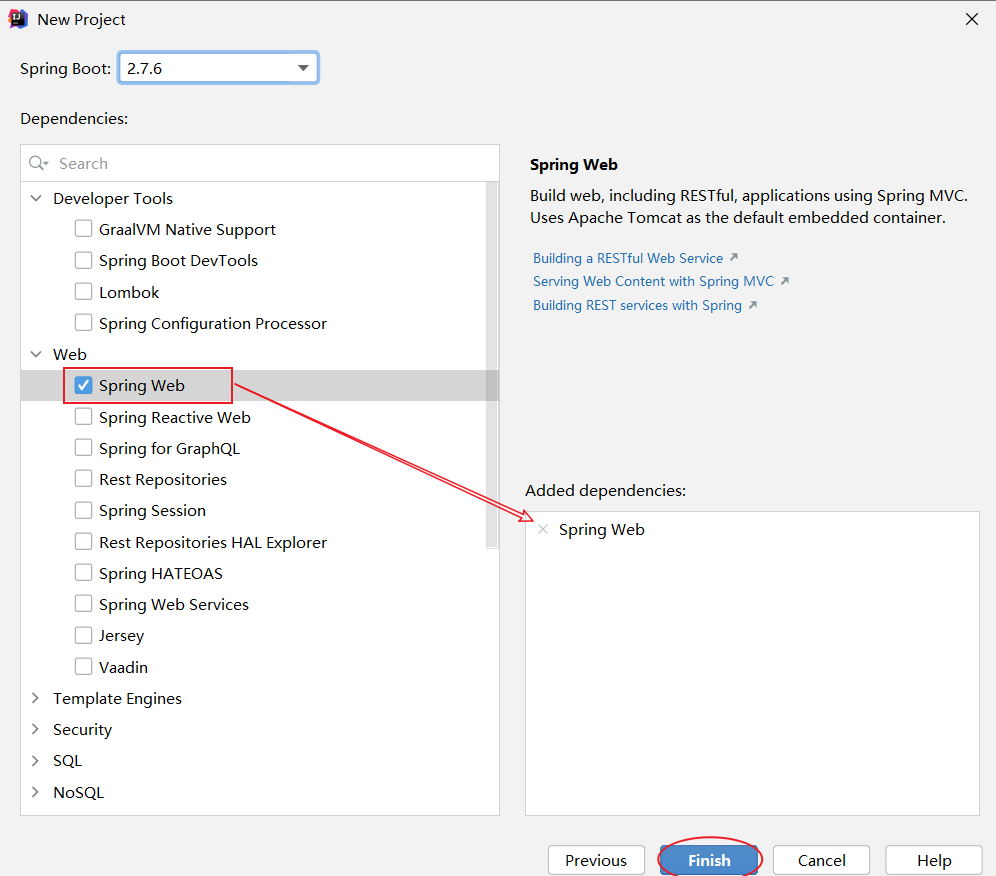 New Project
Spring Boot: 2.7.6
Dependencies:
Search
Developer Tools
GraalVM Native Support
Spring Boot DevTools
Lombok
Spring Configuration Processor
Web
Spring Web
Spring Reactive Web
Spring for GraphQL
Rest Repositories
Spring Session
Rest Repositories HAL Explorer
Spring HATEOAS
Spring Web Services
Jersey
Vaadin
Template Engines
Security
SQL
NoSQL
Spring Web
Build web, including RESTful, applications using Spring MVC.
Uses Apache Tomcat as the default embedded container.
Building a RESTful Web Service
Serving Web Content with Spring MVC
Building REST services with Spring
Added dependencies:
Spring Web
Previous Finish Cancel Help